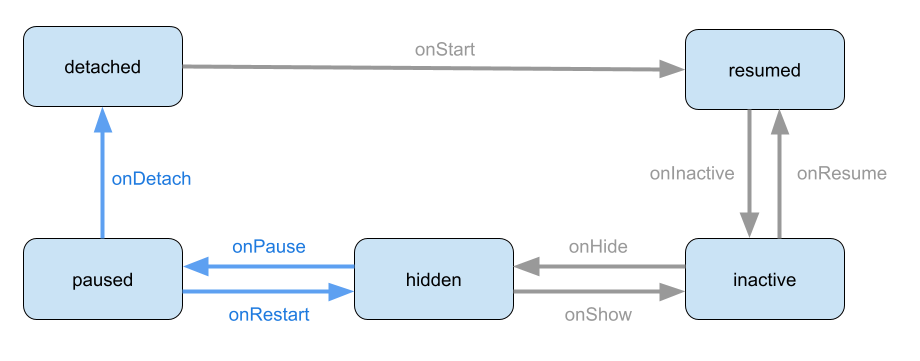 onStart
detached
resumed
onDetach
onInactive
onResume
onPause
onHide
paused
hidden
inactive
onRestart
onShow